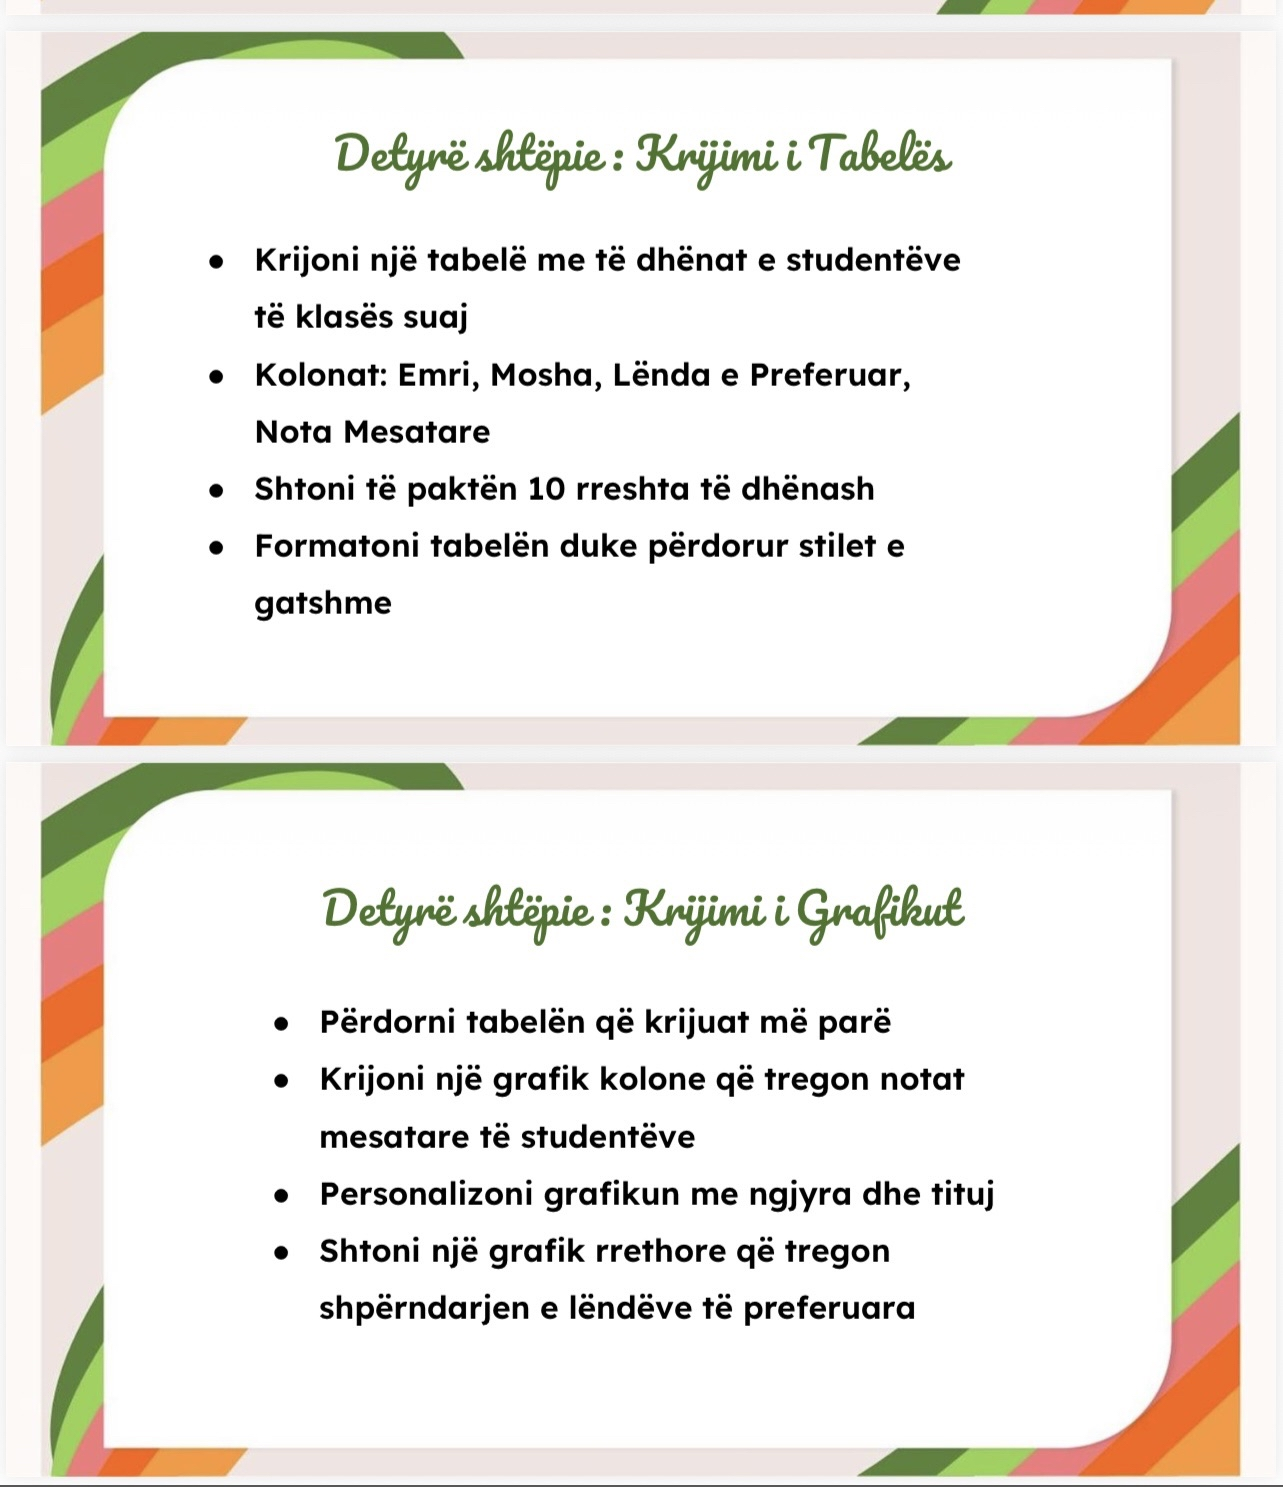 Detyrë shtëpie : Krijimi i Tabelës
● Krijoni një tabelë me të dhënat e studentëve
të klasës suaj
● Kolonat: Emri, Mosha, Lënda e Preferuar,
Nota Mesatare
● Shtoni të paktën 10 rreshta të dhënash
● Formatoni tabelën duke përdorur stilet e
gatshme
Detyrë shtëpie : Krijimi i Grafikut
● Përdorni tabelën që krijuat më parë
● Krijoni një grafik kolone që tregon notat
mesatare të studentëve
● Personalizoni grafikun me ngjyra dhe tituj
● Shtoni një grafik rrethore që tregon
shpërndarjen e lëndëve të preferuara